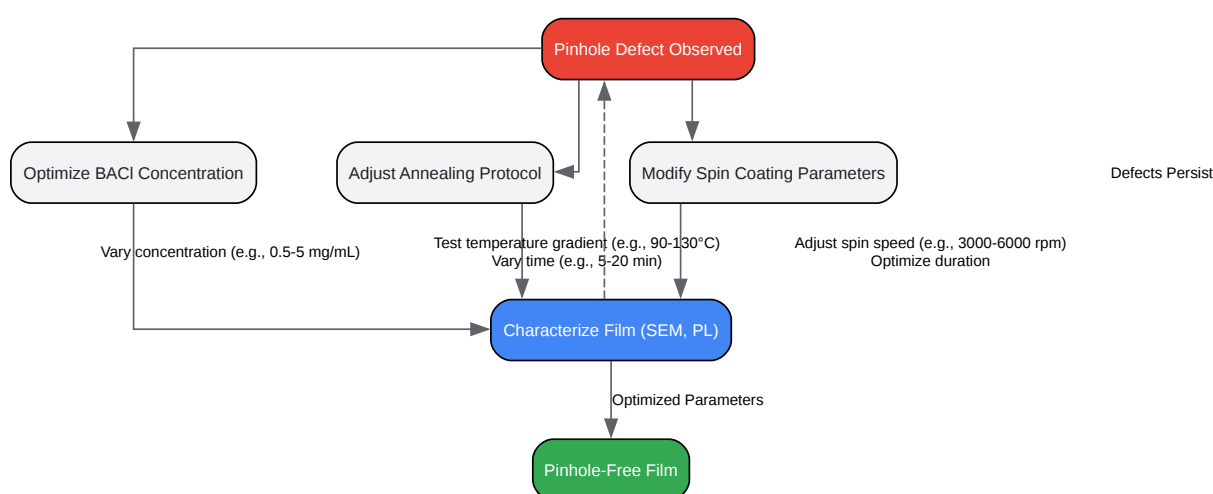 Pinhole Defect Observed
Optimize BACl Concentration
Adjust Annealing Protocol
Modify Spin Coating Parameters
Defects Persist
Vary concentration (e.g., 0.5-5 mg/mL)
Test temperature gradient (e.g., 90-130°C)
Vary time (e.g., 5-20 min)
Adjust spin speed (e.g., 3000-6000 rpm)
Optimize duration
Characterize Film (SEM, PL)
Optimized Parameters
Pinhole-Free Film